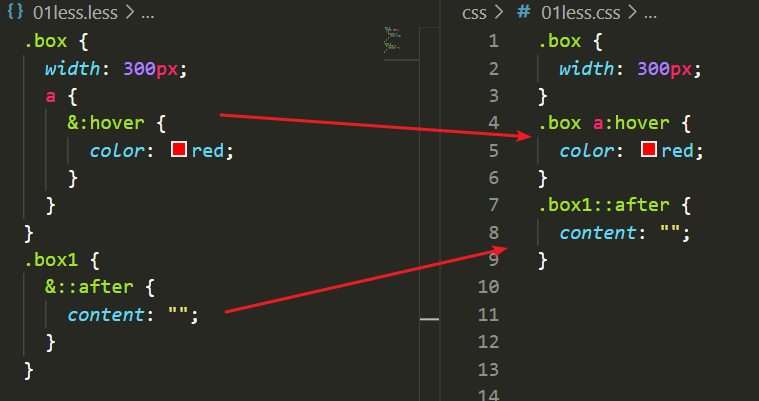 {} 01less.less > ...
.box {
width: 300px;
a {
&:hover {
color: red;
}
}
}
.box1 {
&::after {
content: "";
}
}
css > # 01less.css > ...
1 .box {
2 width: 300px;
3 }
4 .box a:hover {
5 color: red;
6 }
7 .box1::after {
8 content: "";
9 }
10
11
12
13
14